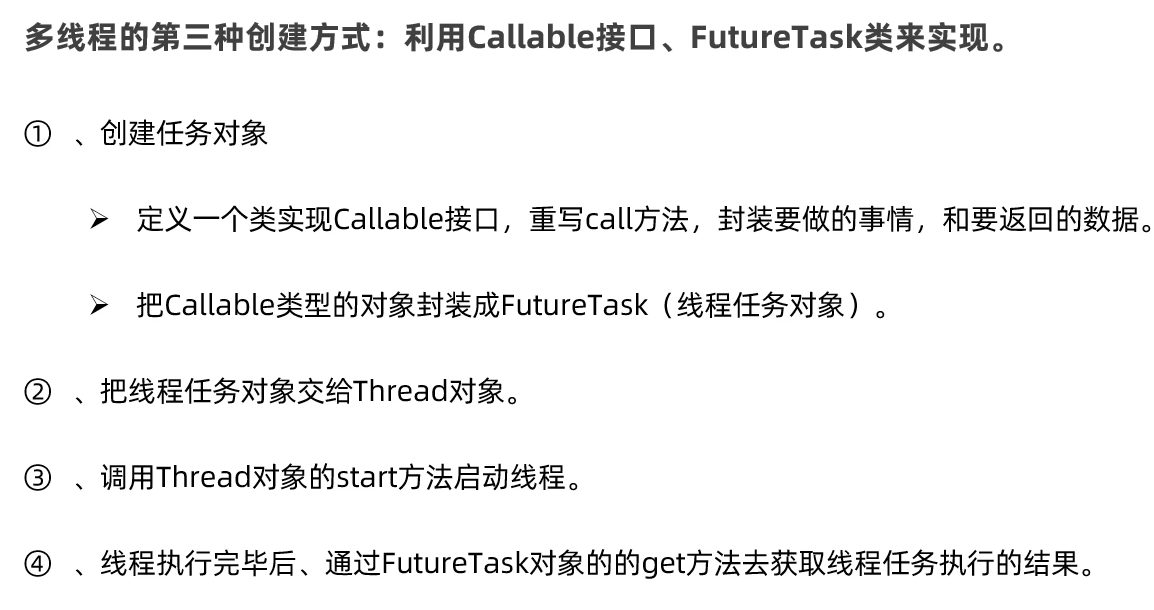 多线程的第三种创建方式：利用Callable接口、FutureTask类来实现。
① 、创建任务对象
➢ 定义一个类实现Callable接口，重写call方法，封装要做的事情，和要返回的数据。
➢ 把Callable类型的对象封装成FutureTask（线程任务对象）。
② 、把线程任务对象交给Thread对象。
③ 、调用Thread对象的start方法启动线程。
④ 、线程执行完毕后、通过FutureTask对象的的get方法去获取线程任务执行的结果。